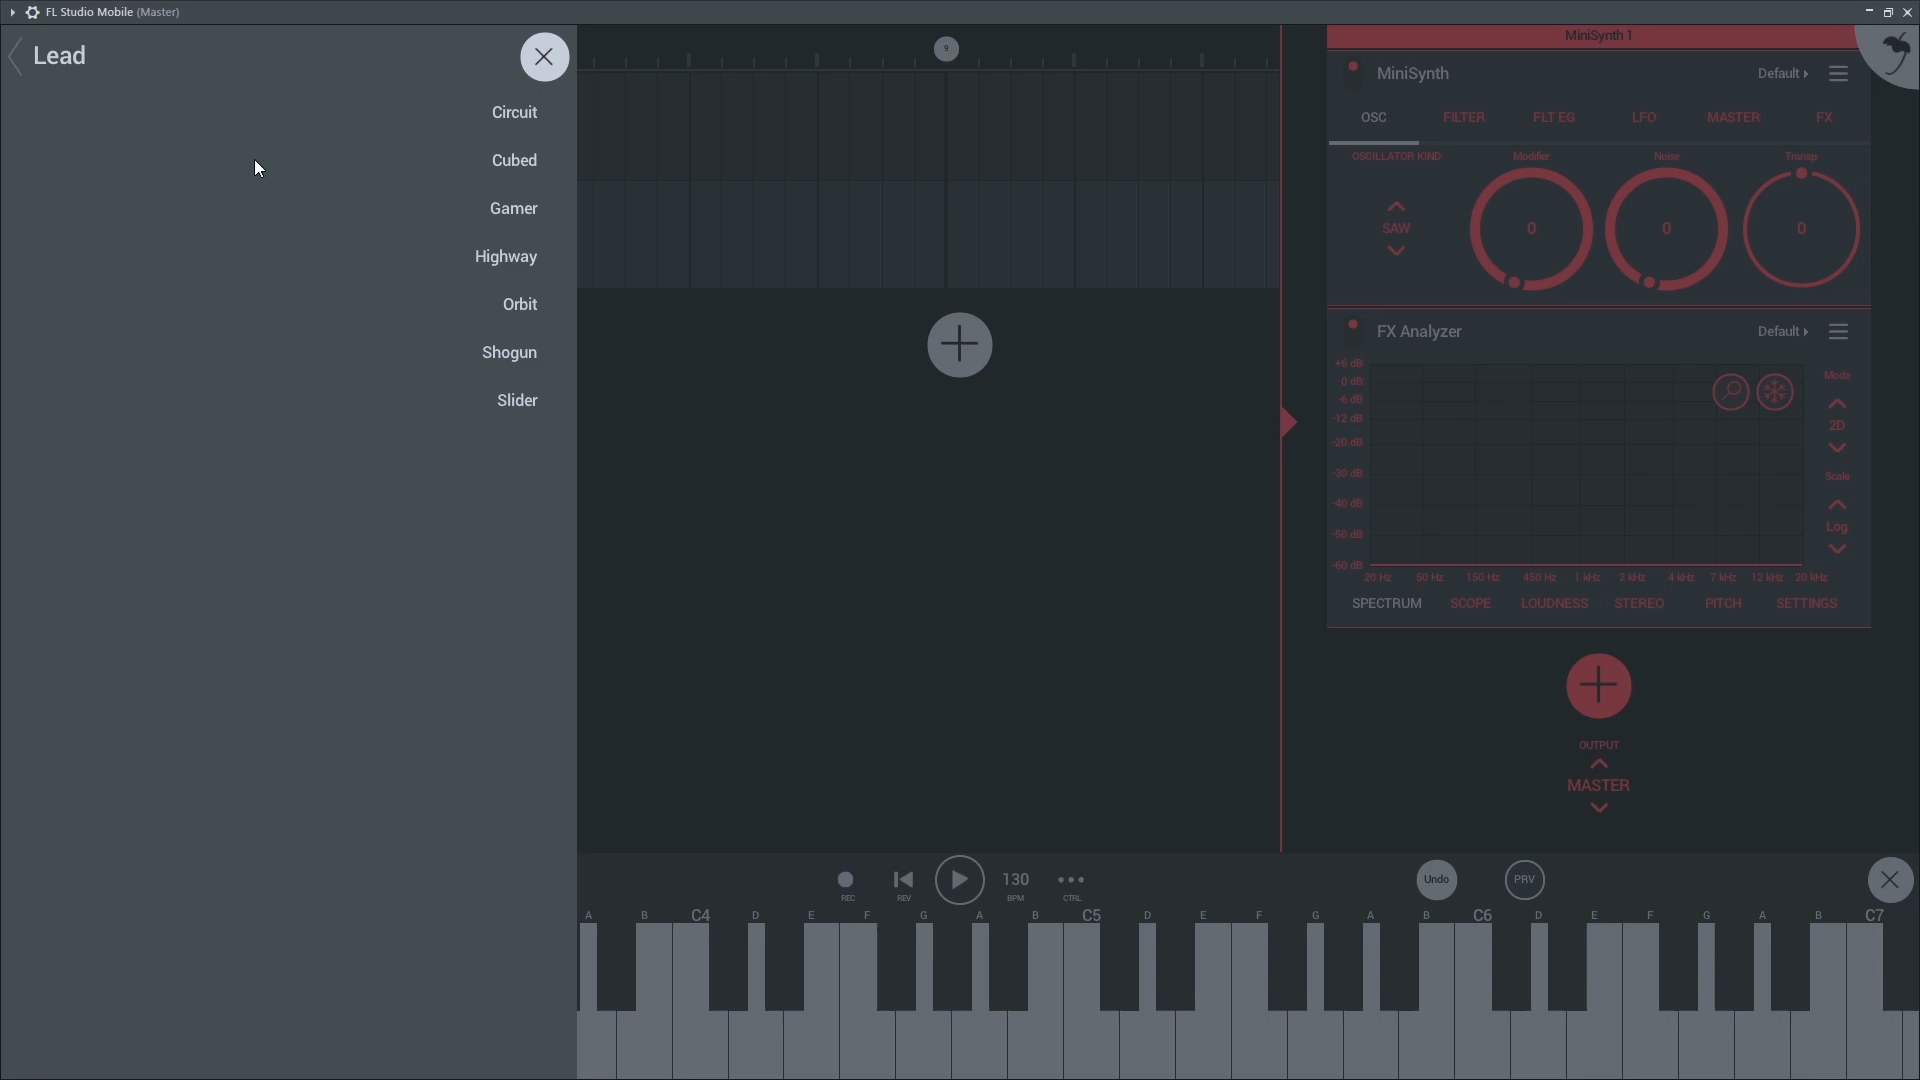 FL Studio Mobile (Master)
Lead
Circuit
Cubed
Gamer
Highway
Orbit
Shogun
Slider
9
MiniSynth 1
MiniSynth
Default
OSC FILTER FLT EG LFO MASTER FX
OSCILLATOR KIND Modifier Noise Transp
SAW 0 0 0
FX Analyzer
Default
+6 dB
0 dB
-6 dB
-12 dB
-20 dB
-30 dB
-40 dB
-50 dB
-60 dB
Mode
2D
Scale
Log
20 Hz 50 Hz 150 Hz 450 Hz 1 kHz 2 kHz 4 kHz 7 kHz 12 kHz 20 kHz
SPECTRUM SCOPE LOUDNESS STEREO PITCH SETTINGS
OUTPUT
MASTER
130
REC REV BPM CTRL
Undo
PRV
A B C4 D E F G A B C5 D E F G A B C6 D E F G A B C7